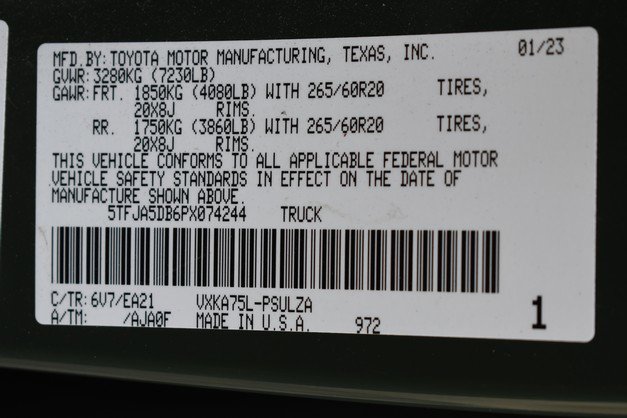 MFD.BY: TOYOTA MOTOR MANUFACTURING, TEXAS, INC. 01/23
GVWR: 3280KG (7230LB)
GAWR: FRT. 1850KG (4080LB) WITH 265/60R20 TIRES,
20X8J RIMS.
RR. 1750KG (3860LB) WITH 265/60R20 TIRES,
20X8J RIMS.
THIS VEHICLE CONFORMS TO ALL APPLICABLE FEDERAL MOTOR
VEHICLE SAFETY STANDARDS IN EFFECT ON THE DATE OF
MANUFACTURE SHOWN ABOVE.
5TFJA5DB6PX074244 TRUCK
C/TR: 6V7/EA21 VXKA75L-PSULZA
A/TM: /AJA0F MADE IN U.S.A. 972 1